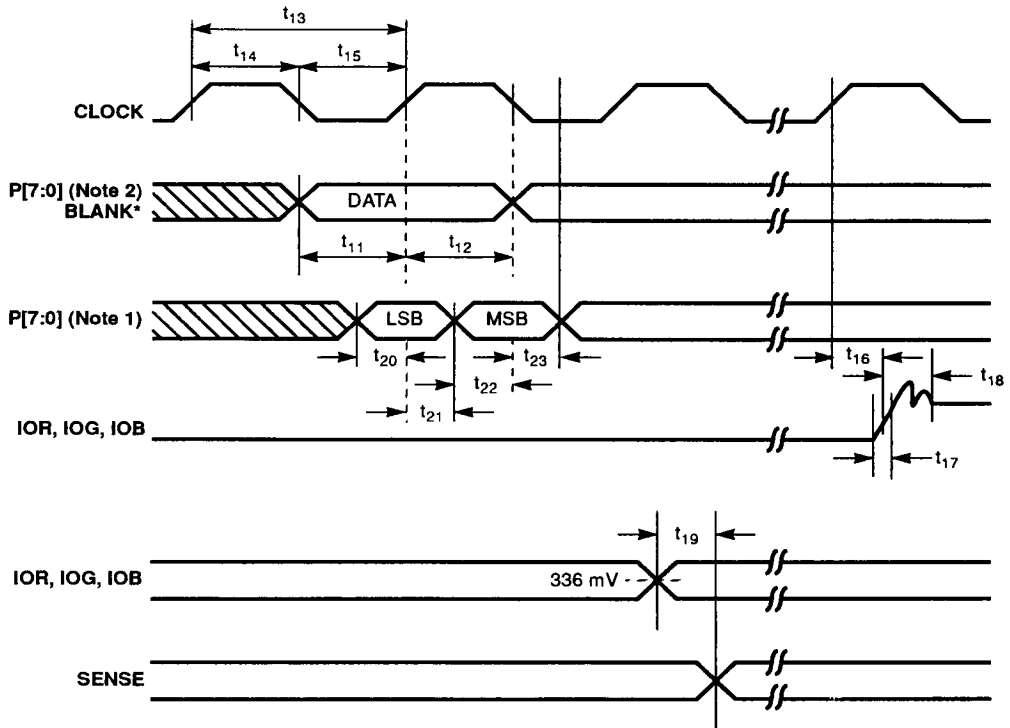 t13
t14 t15
CLOCK
P[7:0] (Note 2)
BLANK*
DATA
t11 t12
P[7:0] (Note 1)
LSB MSB
t20 t23
t22
t21
t16
t18
IOR, IOG, IOB
t17
t19
IOR, IOG, IOB
336 mV
SENSE